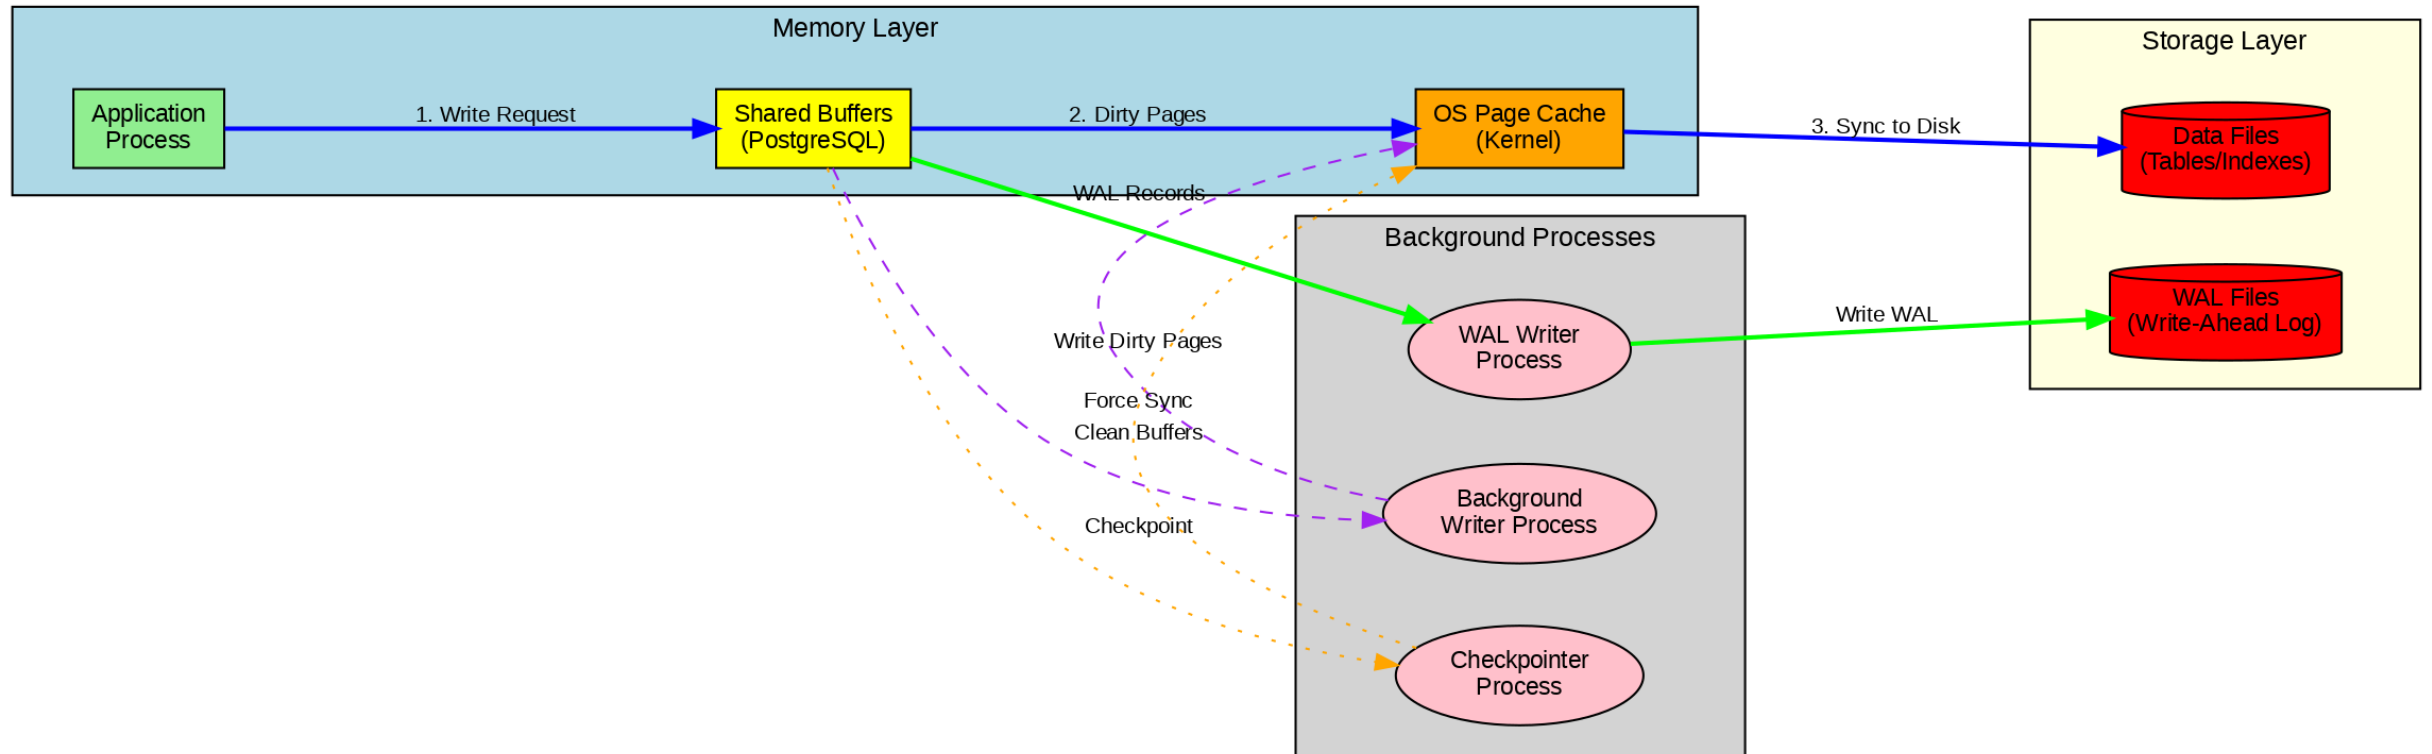 Memory Layer
Application
Process
1. Write Request
Shared Buffers
(PostgreSQL)
2. Dirty Pages
OS Page Cache
(Kernel)
3. Sync to Disk
Storage Layer
Data Files
(Tables/Indexes)
WAL Records
Background Processes
WAL Writer
Process
Write WAL
WAL Files
(Write-Ahead Log)
Write Dirty Pages
Force Sync
Clean Buffers
Background
Writer Process
Checkpoint
Checkpointer
Process